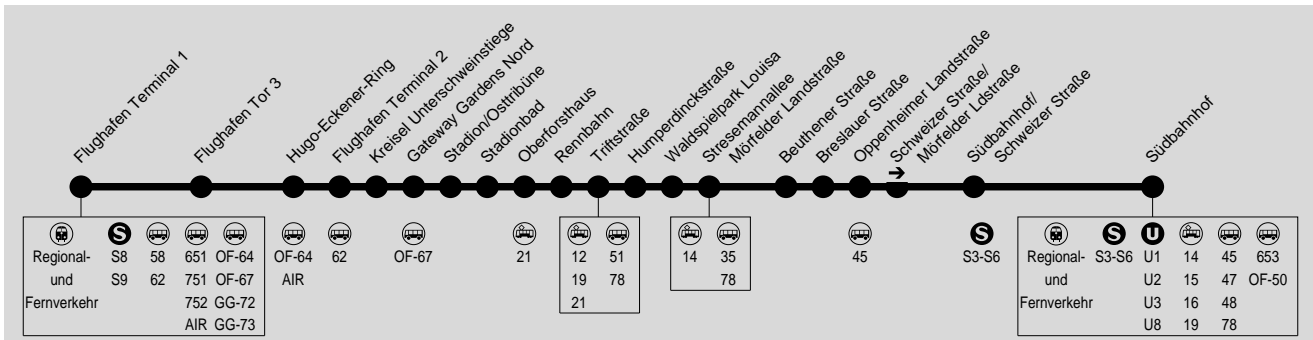 Flughafen Terminal 1
Flughafen Tor 3
Hugo-Eckener-Ring
Flughafen Terminal 2
Kreisel Unterschweinstiege
Gateway Gardens Nord
Stadion/Osttribüne
Stadionbad
Oberforsthaus
Rennbahn
Triftstraße
Humperdinckstraße
Waldspielpark Louisa
Stresemannallee
Mörfelder Landstraße
Beuthener Straße
Breslauer Straße
Oppenheimer Landstraße
Schweizer Straße/
Mörfelder Ldstraße
Südbahnhof/
Schweizer Straße
Südbahnhof
S
Regional-
und
Fernverkehr
S8
S9
58
62
651
751
752
AIR
OF-64
OF-67
GG-72
GG-73
OF-64
AIR
62
OF-67
21
12
19
21
51
78
14
35
78
45
S
S3-S6
Regional-
und
Fernverkehr
S
S3-S6
U
U1
U2
U3
U8
14
15
16
19
45
47
48
78
653
OF-50